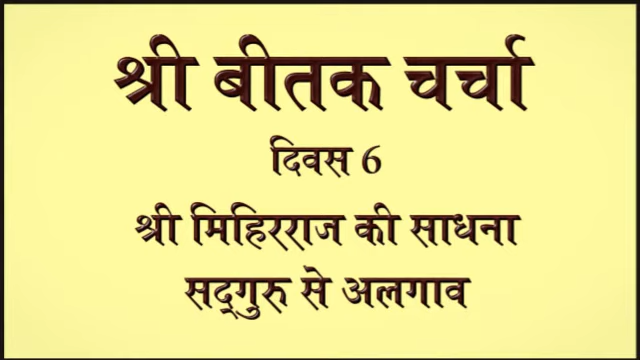 श्री बीतक चर्चा
दिवस 6
श्री मिहिरराज की साधना
सद्‌गुरु से अलगाव